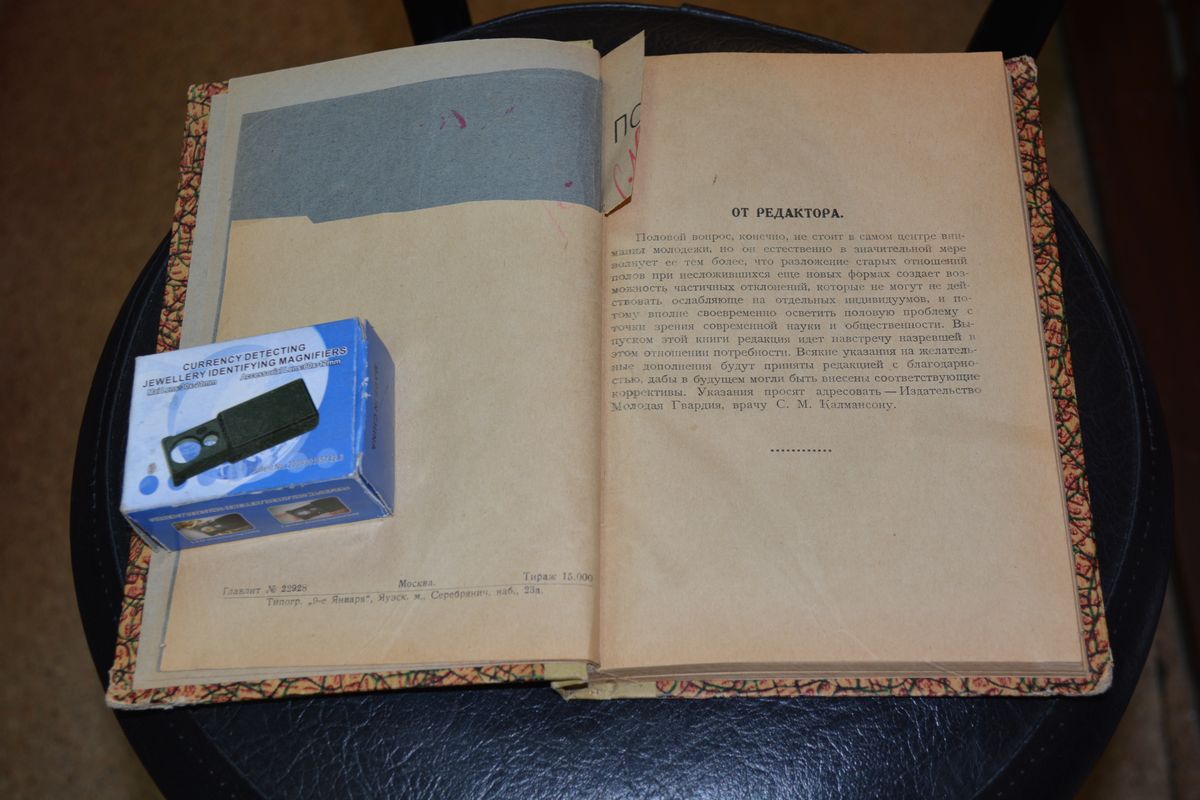 ПО
ОТ РЕДАКТОРА.
Половой вопрос, конечно, не стоит в самом центре вни-
мания молодежи, но он естественно в значительной мере
волнует ее тем более, что разложение старых отношений
полов при несложившихся еще новых формах создает воз-
можность частичных отклонений, которые не могут не дей-
ствовать ослабляюще на отдельных индивидуумов, и по-
тому вполне своевременно осветить половую проблему с
точки зрения современной науки и общественности. Вы-
пуском этой книги редакция идет навстречу назревшей в
этом отношении потребности. Всякие указания на желатель-
ные дополнения будут приняты редакцией с благодарно-
стью, дабы в будущем могли быть внесены соответствующие
коррективы. Указания просят адресовать — Издательство
Молодая Гвардия, врачу С. М. Калмансону.
CURRENCY DETECTING
JEWELLERY IDENTIFYING MAGNIFIERS
Главлит № 22928 Москва. Тираж 15.000
Типогр. „9-е Января“, Яузск. м., Серебрянич. наб., 23а.